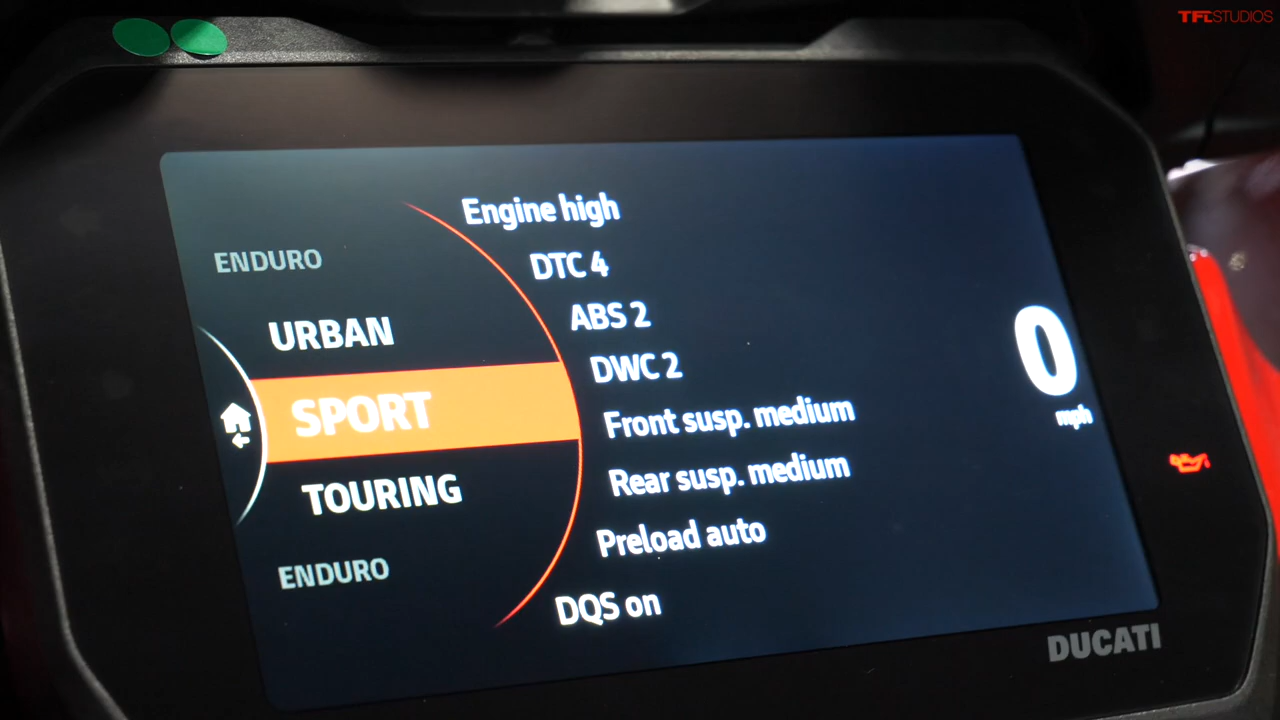 TFLSTUDIOS
ENDURO
URBAN
SPORT
TOURING
ENDURO
Engine high
DTC 4
ABS 2
DWC 2
Front susp. medium
Rear susp. medium
Preload auto
DQS on
0
mph
DUCATI